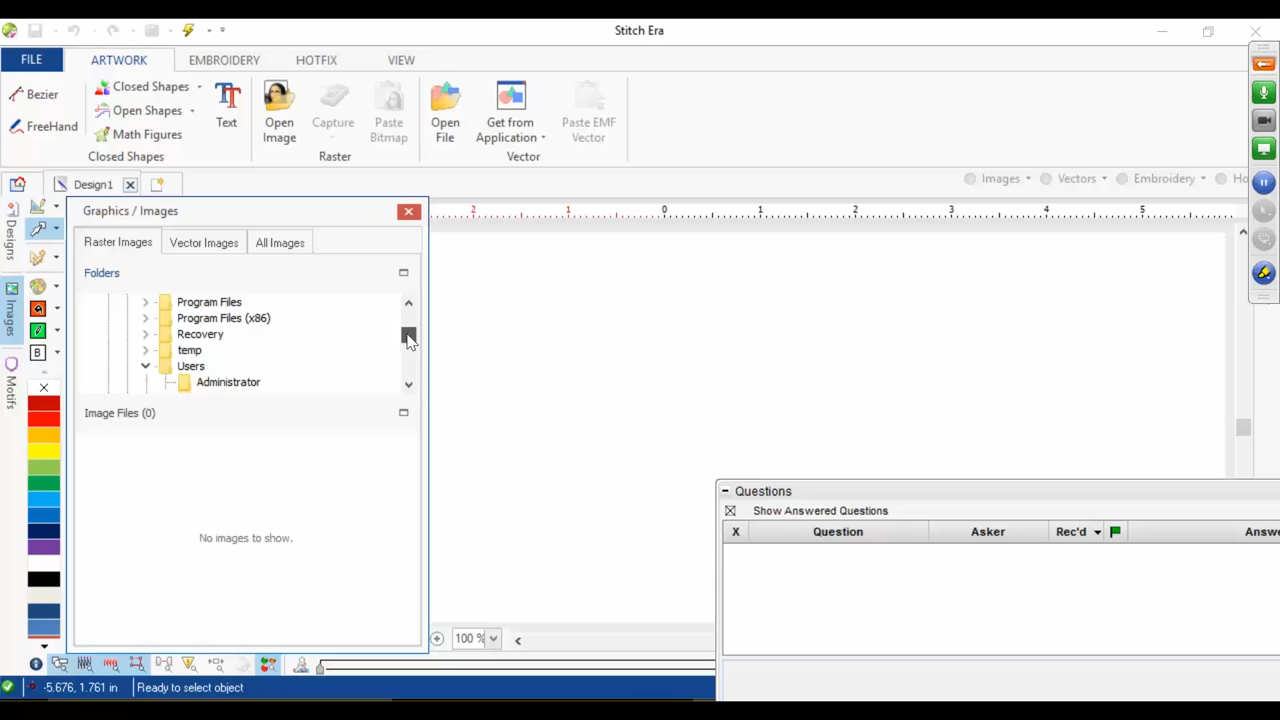 Stitch Era
FILE ARTWORK EMBROIDERY HOTFIX VIEW
Bezier
FreeHand
Closed Shapes
Open Shapes
Math Figures
Text
Closed Shapes
Open Image
Capture
Paste Bitmap
Raster
Open File
Get from Application
Paste EMF Vector
Vector
Design1
Images Vectors Embroidery Ho
Graphics / Images
Raster Images Vector Images All Images
Folders
Program Files
Program Files (x86)
Recovery
temp
Users
Administrator
Image Files (0)
No images to show.
Designs
Images
Motifs
B
2 1 0 1 2 3 4 5
Questions
Show Answered Questions
X Question Asker Rec'd Answe
100 %
-5.676, 1.761 in Ready to select object